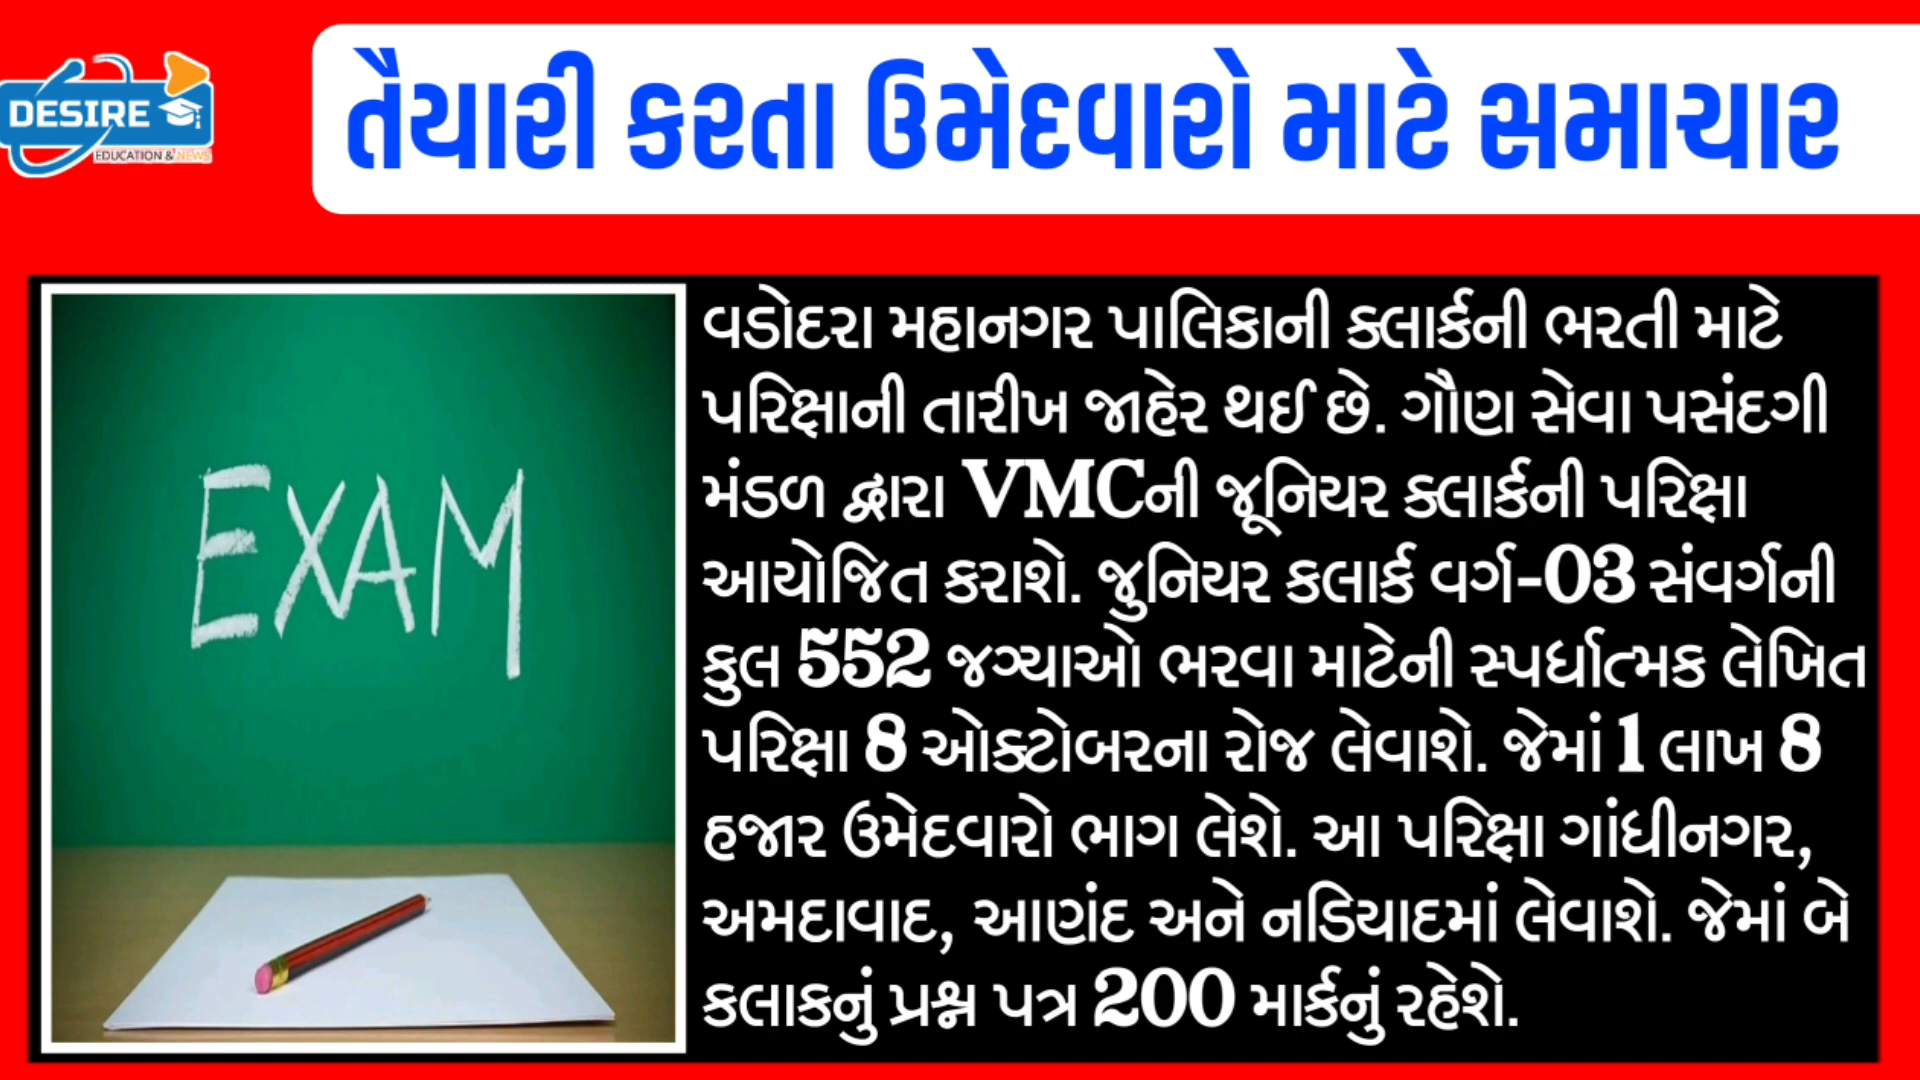 DESIRE
EDUCATION & NEWS
તૈયારી કરતા ઉમેદવારો માટે સમાચાર
EXAM
વડોદરા મહાનગર પાલિકાની ક્લાર્કની ભરતી માટે
પરિક્ષાની તારીખ જાહેર થઈ છે. ગૌણ સેવા પસંદગી
મંડળ દ્વારા VMCની જૂનિયર ક્લાર્કની પરિક્ષા
આયોજિત કરાશે. જુનિયર કલાર્ક વર્ગ-03 સંવર્ગની
કુલ 552 જગ્યાઓ ભરવા માટેની સ્પર્ધાત્મક લેખિત
પરિક્ષા 8 ઓક્ટોબરના રોજ લેવાશે. જેમાં 1 લાખ 8
હજાર ઉમેદવારો ભાગ લેશે. આ પરિક્ષા ગાંધીનગર,
અમદાવાદ, આણંદ અને નડિયાદમાં લેવાશે. જેમાં બે
કલાકનું પ્રશ્ન પત્ર 200 માર્કનું રહેશે.